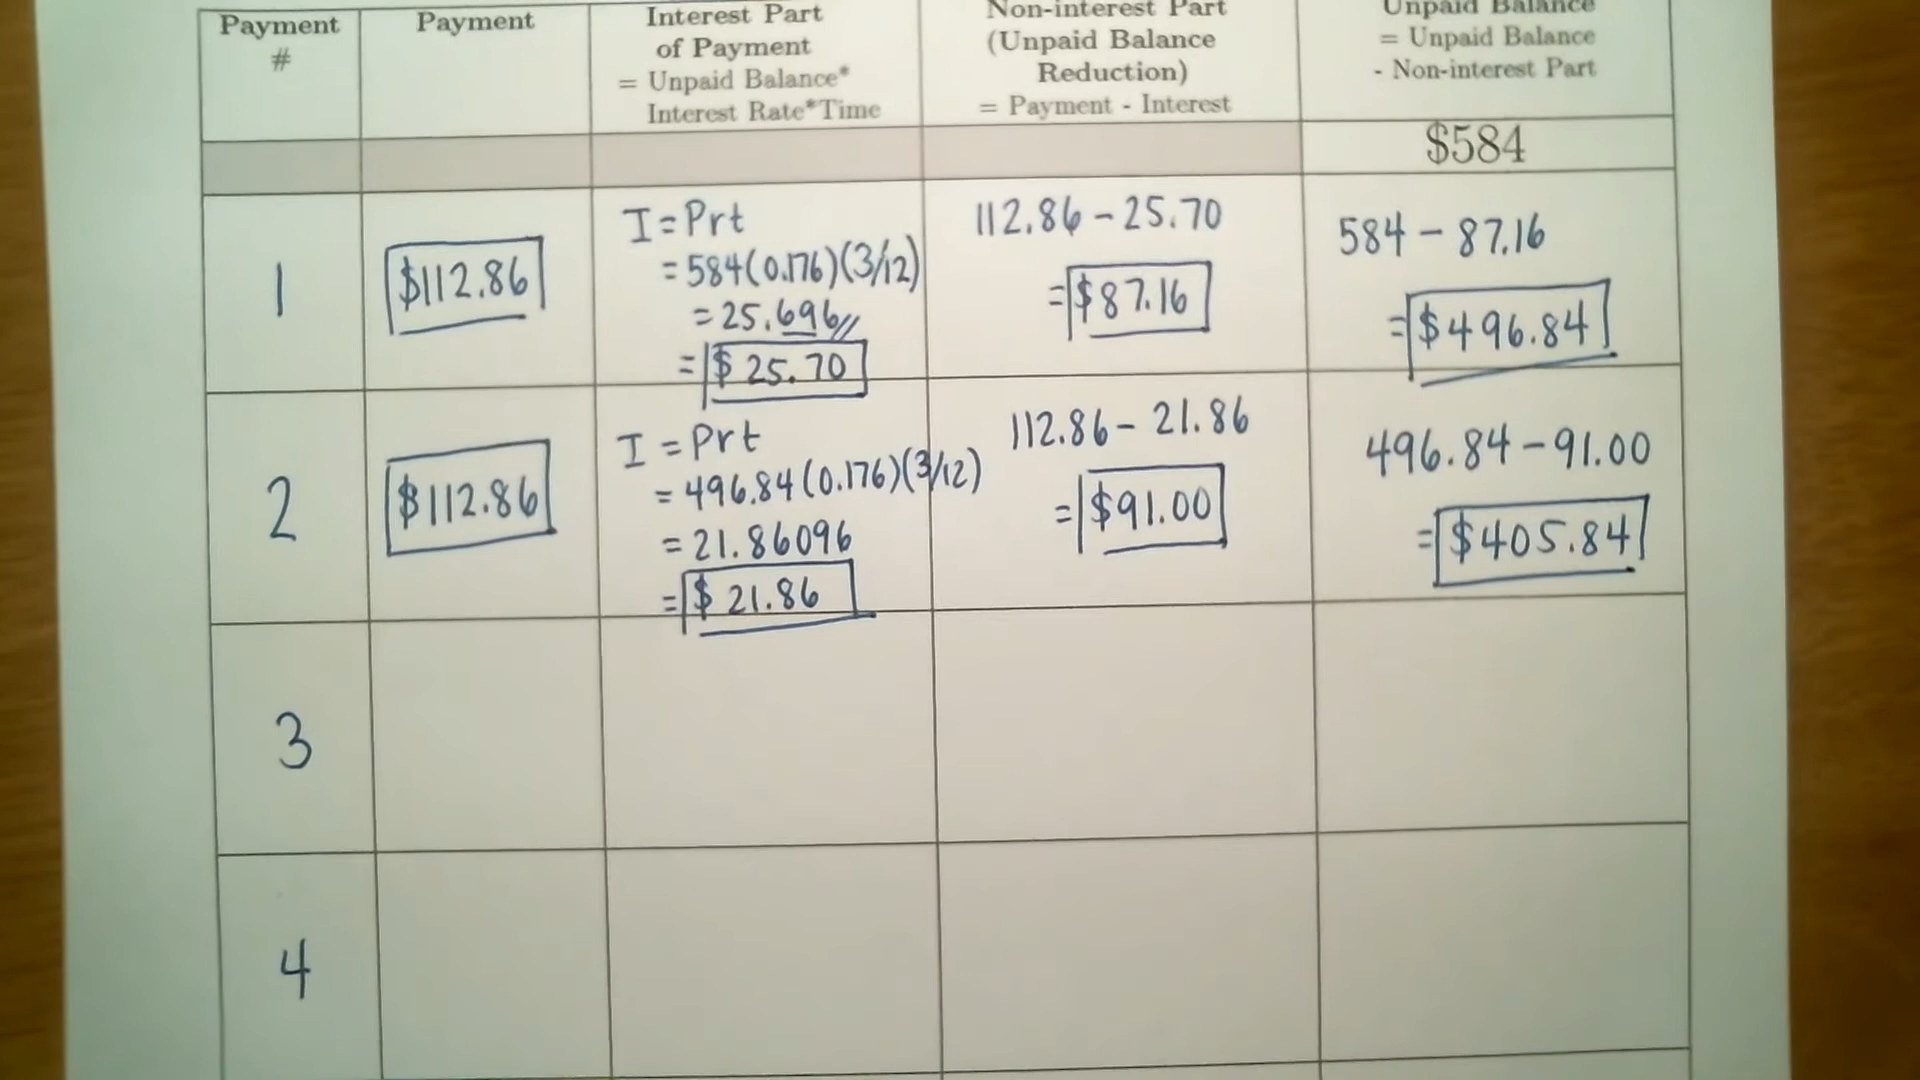 Payment
#
Payment
Interest Part
of Payment
= Unpaid Balance*
Interest Rate*Time
Non-interest Part
(Unpaid Balance
Reduction)
= Payment - Interest
Unpaid Balance
= Unpaid Balance
- Non-interest Part
$584
1
$112.86
I = Prt
= 584(0.176)(3/12)
= 25.696
= $ 25.70
112.86 - 25.70
= $87.16
584 - 87.16
= $496.84
2
$112.86
I = Prt
= 496.84(0.176)(3/12)
= 21.86096
= $ 21.86
112.86 - 21.86
= $91.00
496.84 - 91.00
= $405.84
3
4